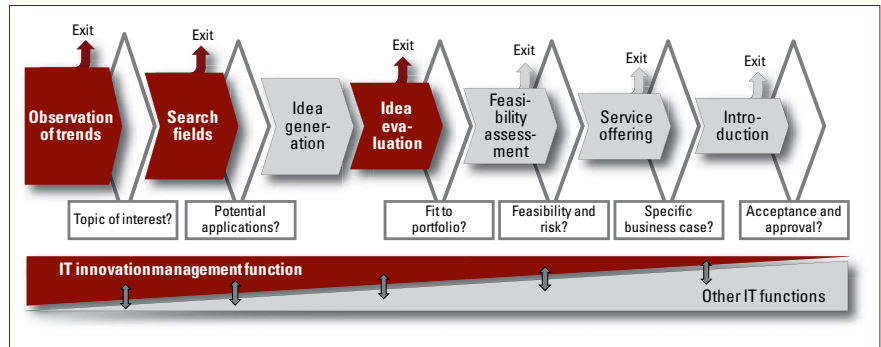 Exit
Exit
Exit
Exit
Exit
Exit
Observation
of trends
Search
fields
Idea
gener-
ation
Idea
eva-
luation
Feasi-
bility
assess-
ment
Service
offering
Intro-
duction
Topic of interest?
Potential
applications?
Fit to
portfolio?
Feasibility and
risk?
Specific
business case?
Acceptance and
approval?
IT innovation management function
Other IT functions